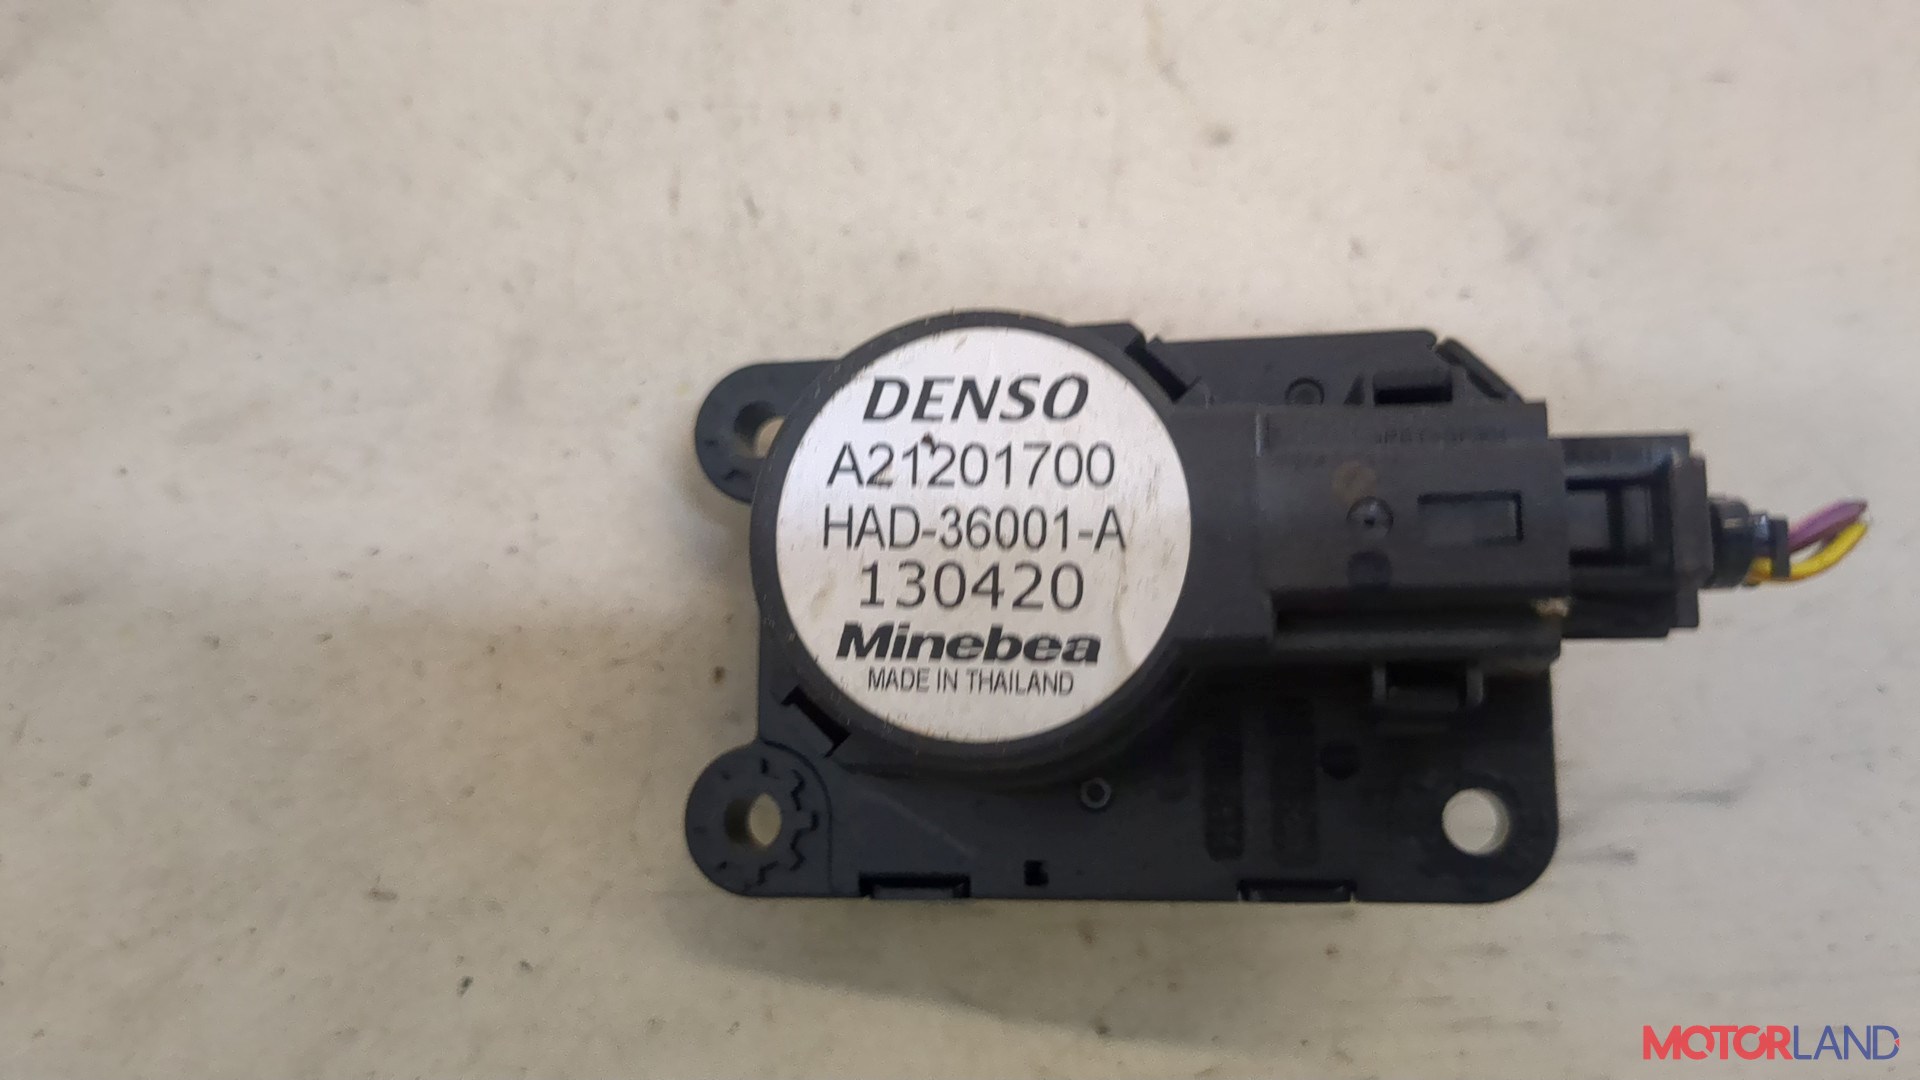 DENSO
A21201700
HAD-36001-A
130420
Minebea
MADE IN THAILAND
MOTORLAND